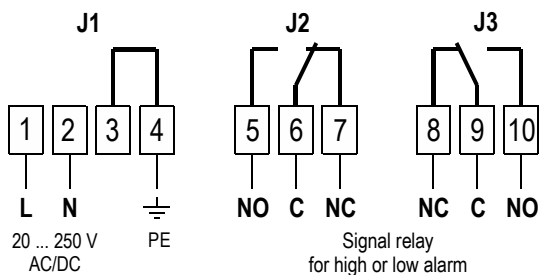 J1 J2 J3
1 2 3 4 5 6 7 8 9 10
L N NO C NC NC C NO
20 ... 250 V PE Signal relay
AC/DC for high or low alarm